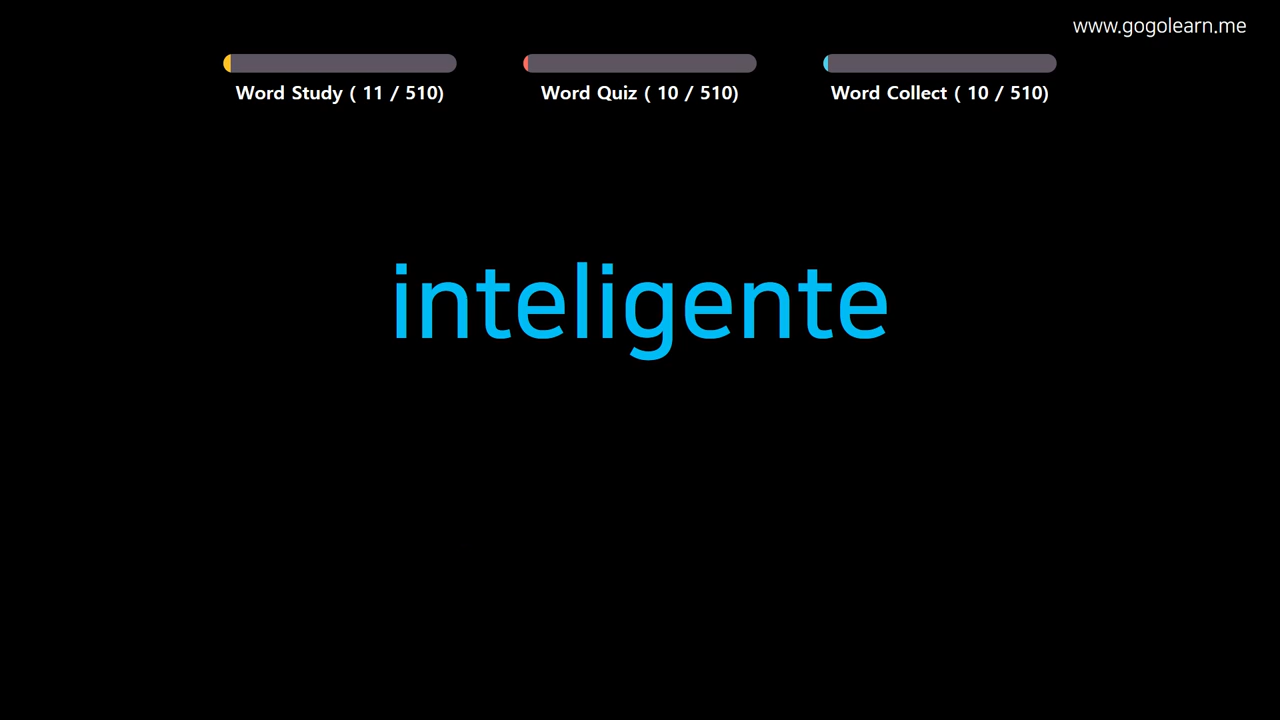 www.gogolearn.me
Word Study ( 11 / 510)
Word Quiz ( 10 / 510)
Word Collect ( 10 / 510)
inteligente